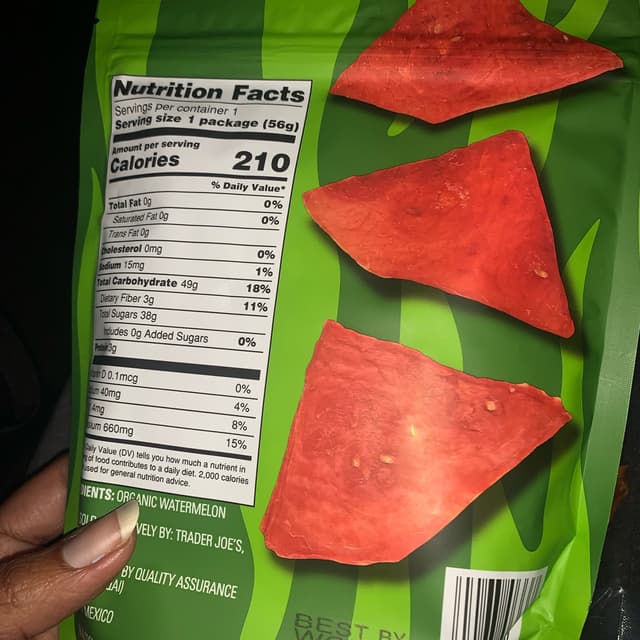 Nutrition Facts
Servings per container 1
Serving size 1 package (56g)
Amount per serving
Calories 210
% Daily Value*
Total Fat 0g 0%
Saturated Fat 0g 0%
Trans Fat 0g
Cholesterol 0mg 0%
Sodium 15mg 1%
Total Carbohydrate 49g 18%
Dietary Fiber 3g 11%
Total Sugars 38g
Includes 0g Added Sugars 0%
Protein 3g
D 0.1mcg 0%
40mg 4%
4mg 8%
660mg 15%
Daily Value (DV) tells you how much a nutrient in
of food contributes to a daily diet. 2,000 calories
used for general nutrition advice.
ORGANIC WATERMELON
BY: TRADER JOE'S,
BY QUALITY ASSURANCE
MEXICO
BEST BY